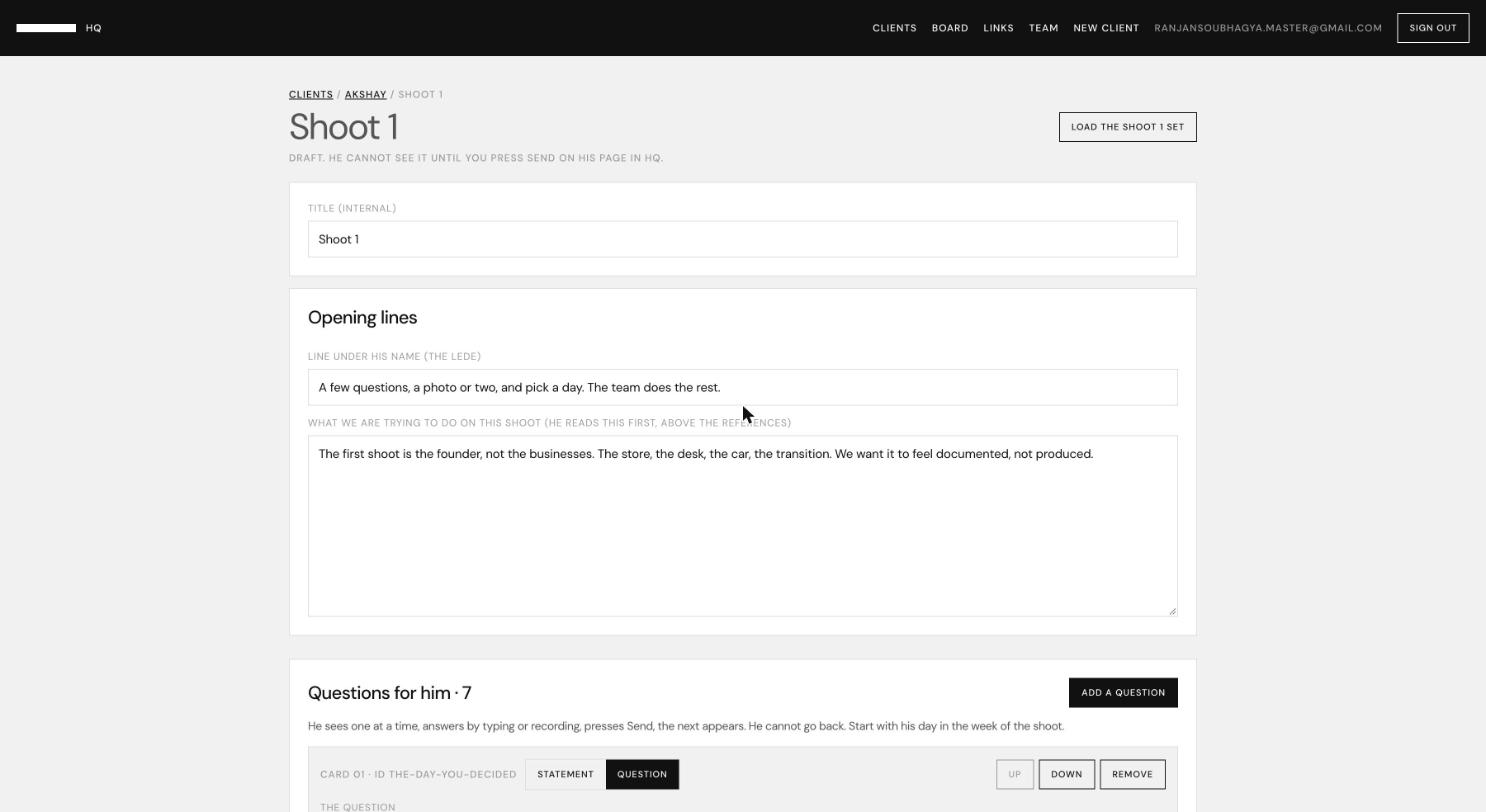 HQ
CLIENTS BOARD LINKS TEAM NEW CLIENT RANJANSOUBHAGYA.MASTER@GMAIL.COM SIGN OUT
CLIENTS / AKSHAY / SHOOT 1
Shoot 1
LOAD THE SHOOT 1 SET
DRAFT. HE CANNOT SEE IT UNTIL YOU PRESS SEND ON HIS PAGE IN HQ.
TITLE (INTERNAL)
Shoot 1
Opening lines
LINE UNDER HIS NAME (THE LEDE)
A few questions, a photo or two, and pick a day. The team does the rest.
WHAT WE ARE TRYING TO DO ON THIS SHOOT (HE READS THIS FIRST, ABOVE THE REFERENCES)
The first shoot is the founder, not the businesses. The store, the desk, the car, the transition. We want it to feel documented, not produced.
Questions for him · 7
ADD A QUESTION
He sees one at a time, answers by typing or recording, presses Send, the next appears. He cannot go back. Start with his day in the week of the shoot.
CARD 01 · ID THE-DAY-YOU-DECIDED STATEMENT QUESTION UP DOWN REMOVE
THE QUESTION